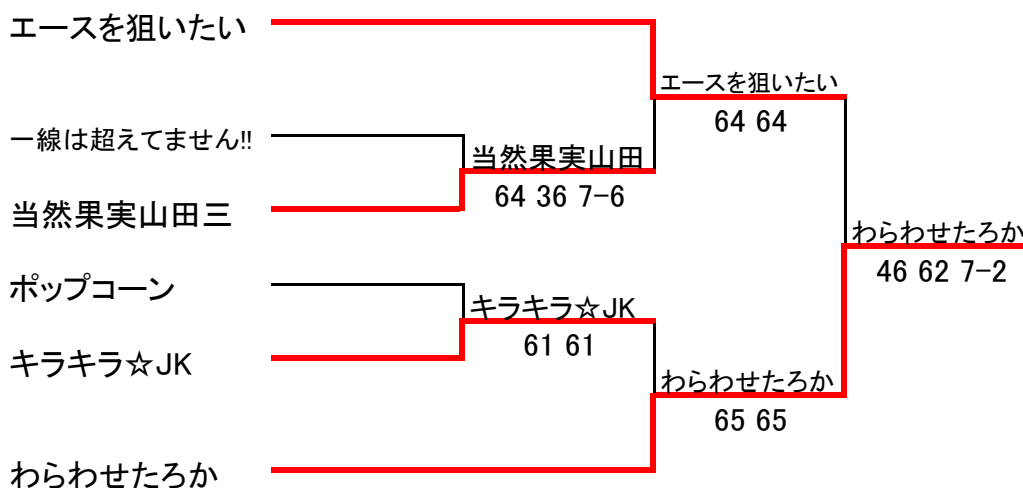 エースを狙いたい
エースを狙いたい
64 64
一線は超えてません!!
当然果実山田
64 36 7-6
当然果実山田三
わらわせたろか
46 62 7-2
ポップコーン
キラキラ☆JK
61 61
キラキラ☆JK
わらわせたろか
65 65
わらわせたろか